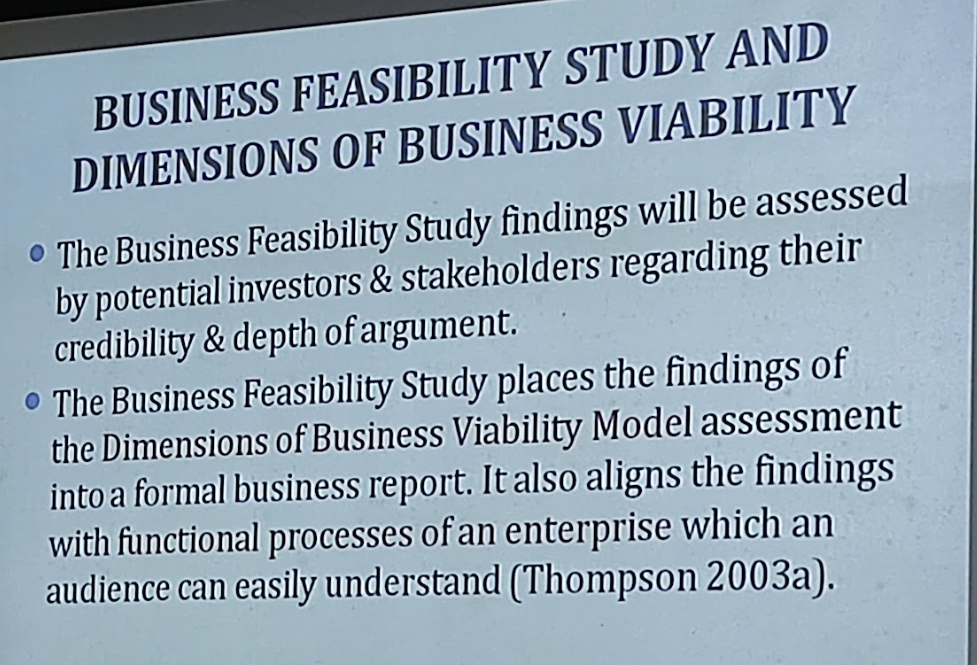 BUSINESS FEASIBILITY STUDY AND
DIMENSIONS OF BUSINESS VIABILITY
• The Business Feasibility Study findings will be assessed
by potential investors & stakeholders regarding their
credibility & depth of argument.
• The Business Feasibility Study places the findings of
the Dimensions of Business Viability Model assessment
into a formal business report. It also aligns the findings
with functional processes of an enterprise which an
audience can easily understand (Thompson 2003a).